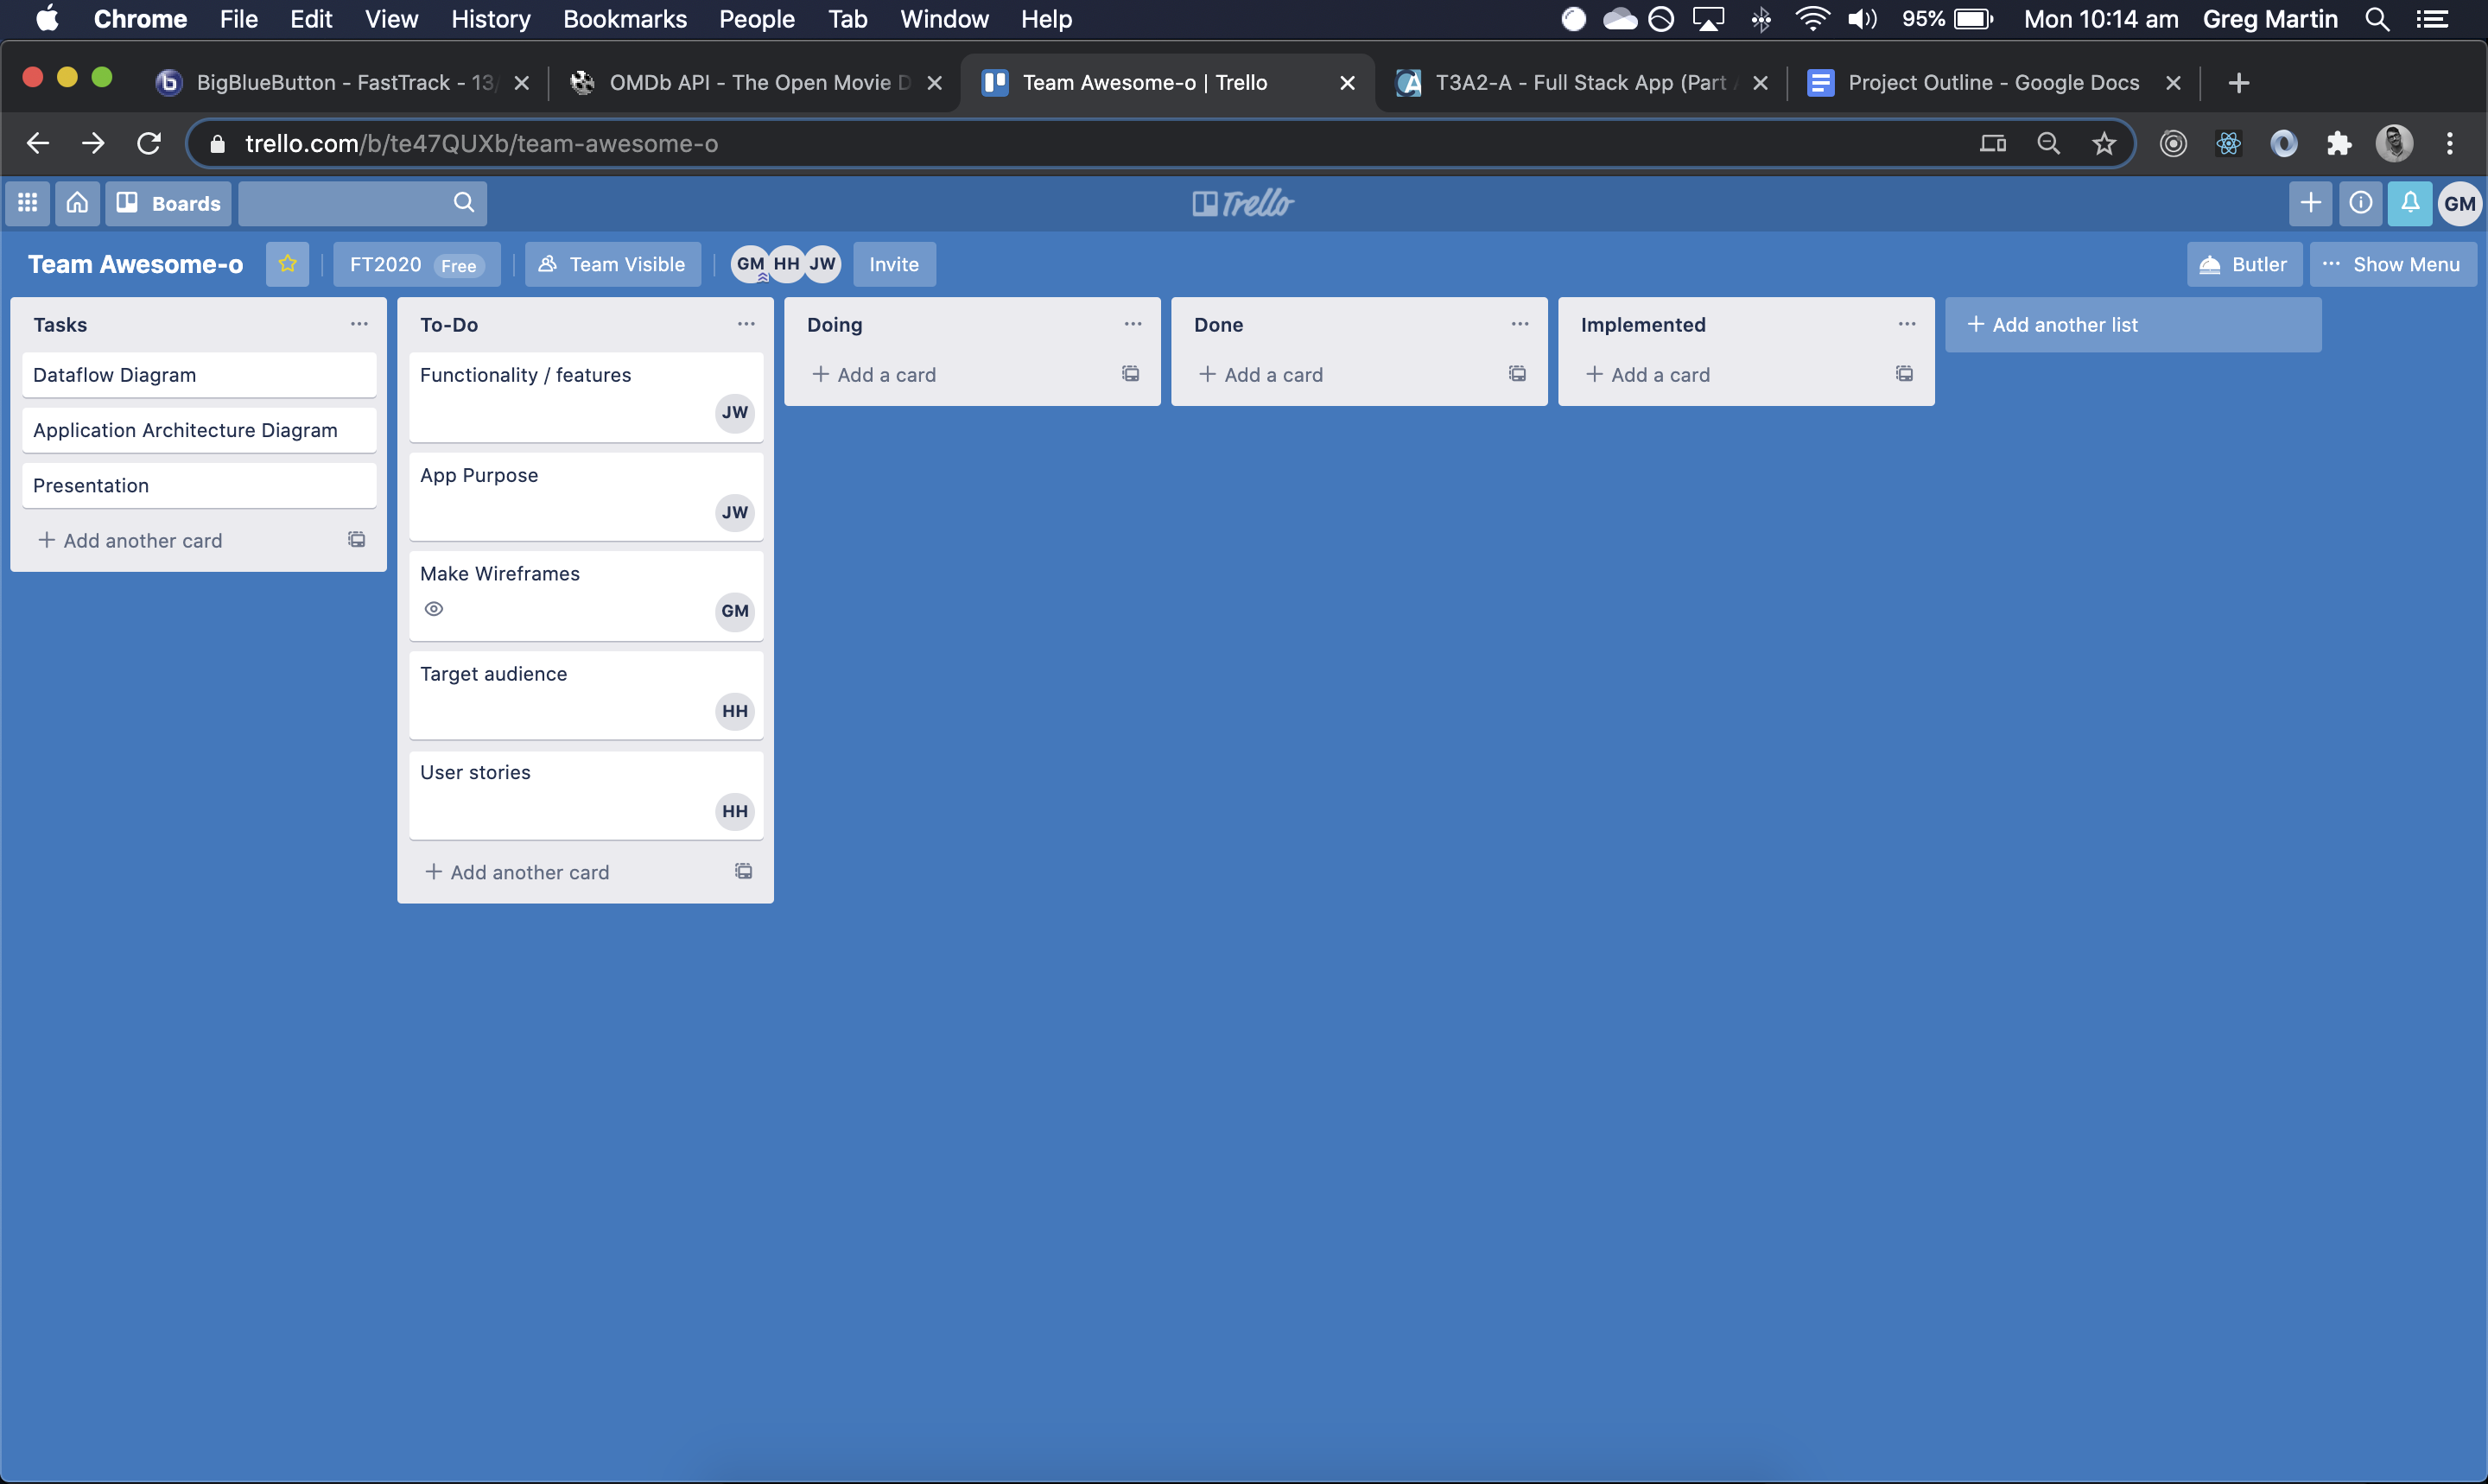 Chrome File Edit View History Bookmarks People Tab Window Help 95% Mon 10:14 am Greg Martin
BigBlueButton - FastTrack - 13/ OMDb API - The Open Movie D Team Awesome-o | Trello T3A2-A - Full Stack App (Part Project Outline - Google Docs
trello.com/b/te47QUXb/team-awesome-o
Boards Trello GM
Team Awesome-o FT2020 Free Team Visible GM HH JW Invite Butler ... Show Menu
Tasks
Dataflow Diagram
Application Architecture Diagram
Presentation
+ Add another card
To-Do
Functionality / features
JW
App Purpose
JW
Make Wireframes
GM
Target audience
HH
User stories
HH
+ Add another card
Doing
+ Add a card
Done
+ Add a card
Implemented
+ Add a card
+ Add another list